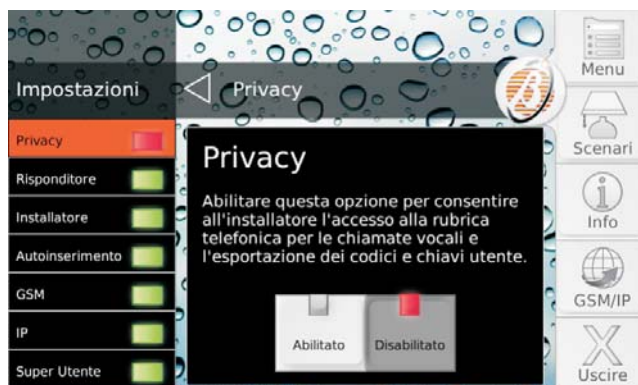 Impostazioni
Privacy
Privacy
Risponditore
Installatore
Autoinserimento
GSM
IP
Super Utente
Privacy
Abilitare questa opzione per consentire
all'installatore l'accesso alla rubrica
telefonica per le chiamate vocali e
l'esportazione dei codici e chiavi utente.
Abilitato
Disabilitato
Menu
Scenari
Info
GSM/IP
Uscire